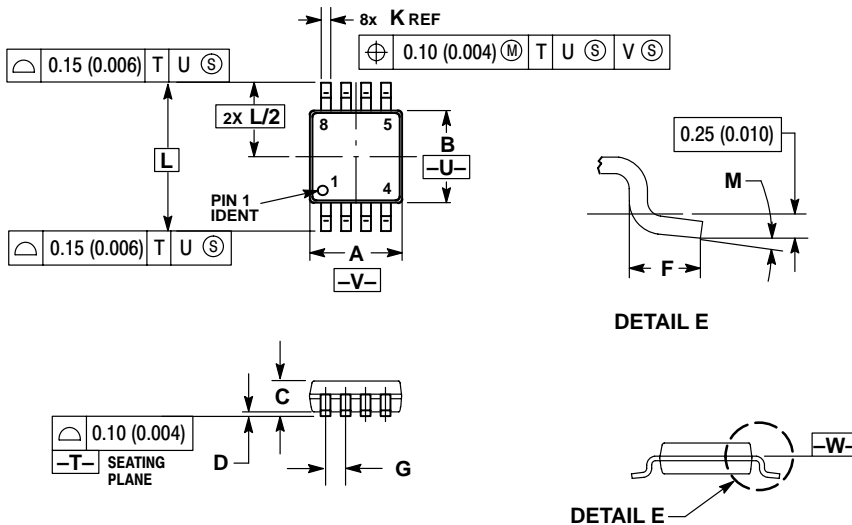 8x K REF
⌖ 0.10 (0.004) Ⓜ T U Ⓢ V Ⓢ
⌓ 0.15 (0.006) T U Ⓢ
2X L/2
8 5
B
–U–
L
1
4
PIN 1
IDENT
⌓ 0.15 (0.006) T U Ⓢ
A
–V–
0.25 (0.010)
M
F
DETAIL E
C
⌓ 0.10 (0.004)
–T– SEATING
PLANE
D
G
–W–
DETAIL E